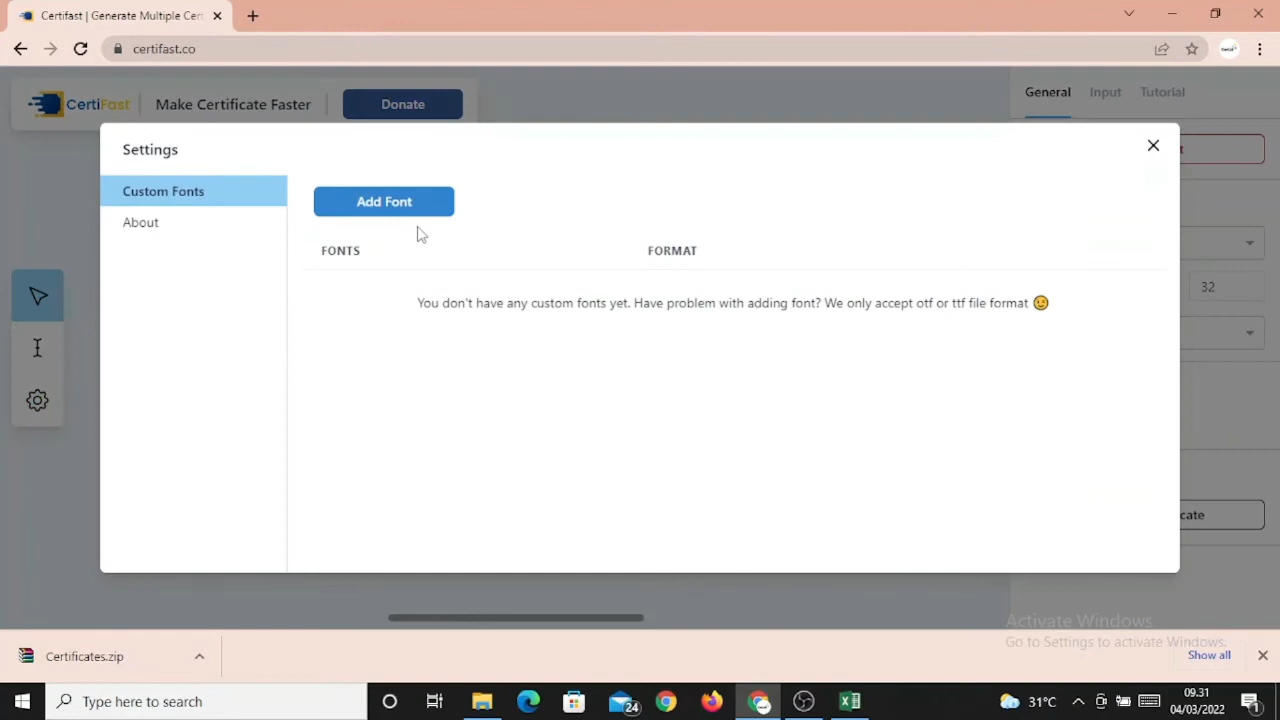 Certifast | Generate Multiple Cer
certifast.co
CertiFast
Make Certificate Faster
Donate
General
Input
Tutorial
Settings
Custom Fonts
About
Add Font
FONTS
FORMAT
You don't have any custom fonts yet. Have problem with adding font? We only accept otf or ttf file format 😉
t
32
cate
Activate Windows
Go to Settings to activate Windows.
Certificates.zip
Show all
Type here to search
24
31°C
09.31
04/03/2022
1